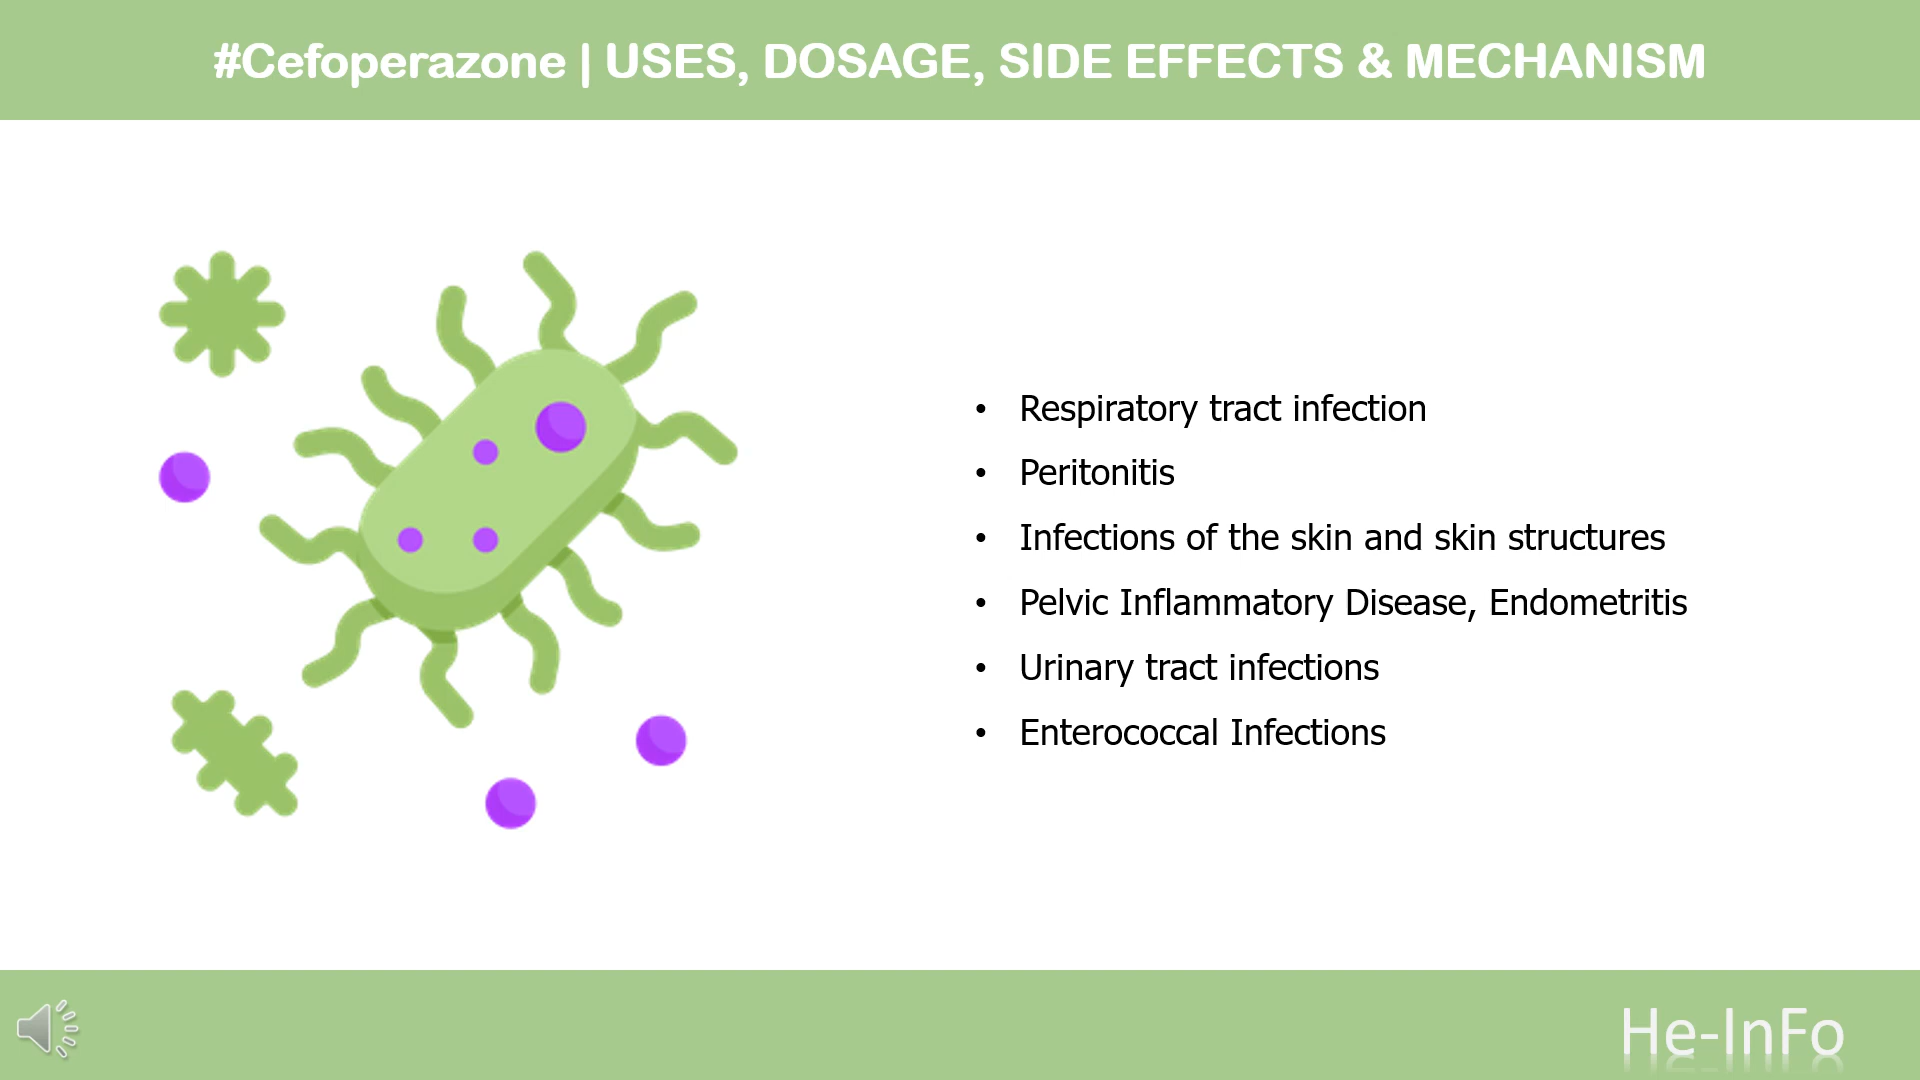 #Cefoperazone | USES, DOSAGE, SIDE EFFECTS & MECHANISM
• Respiratory tract infection
• Peritonitis
• Infections of the skin and skin structures
• Pelvic Inflammatory Disease, Endometritis
• Urinary tract infections
• Enterococcal Infections
He-InFo